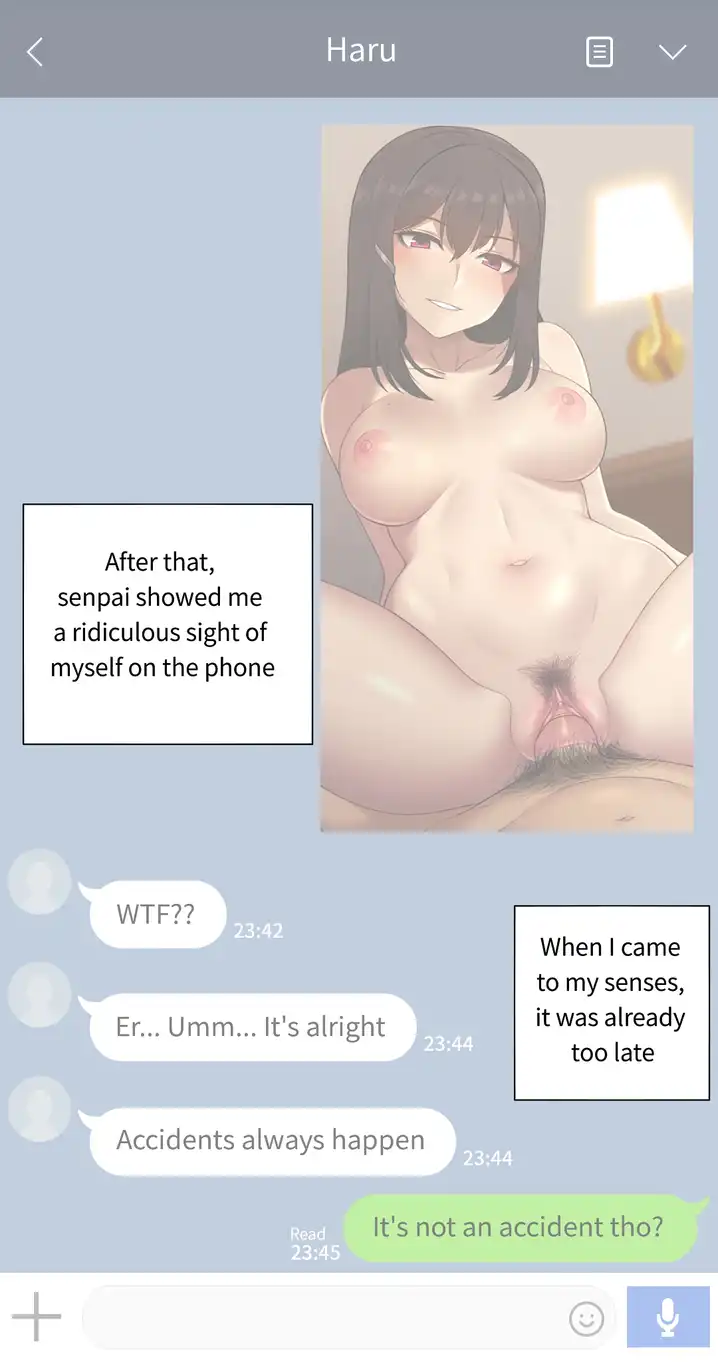 Haru
After that,
senpai showed me
a ridiculous sight of
myself on the phone
WTF??
23:42
When I came
to my senses,
it was already
too late
Er... Umm... It's alright
23:44
Accidents always happen
23:44
It's not an accident tho?
Read
23:45